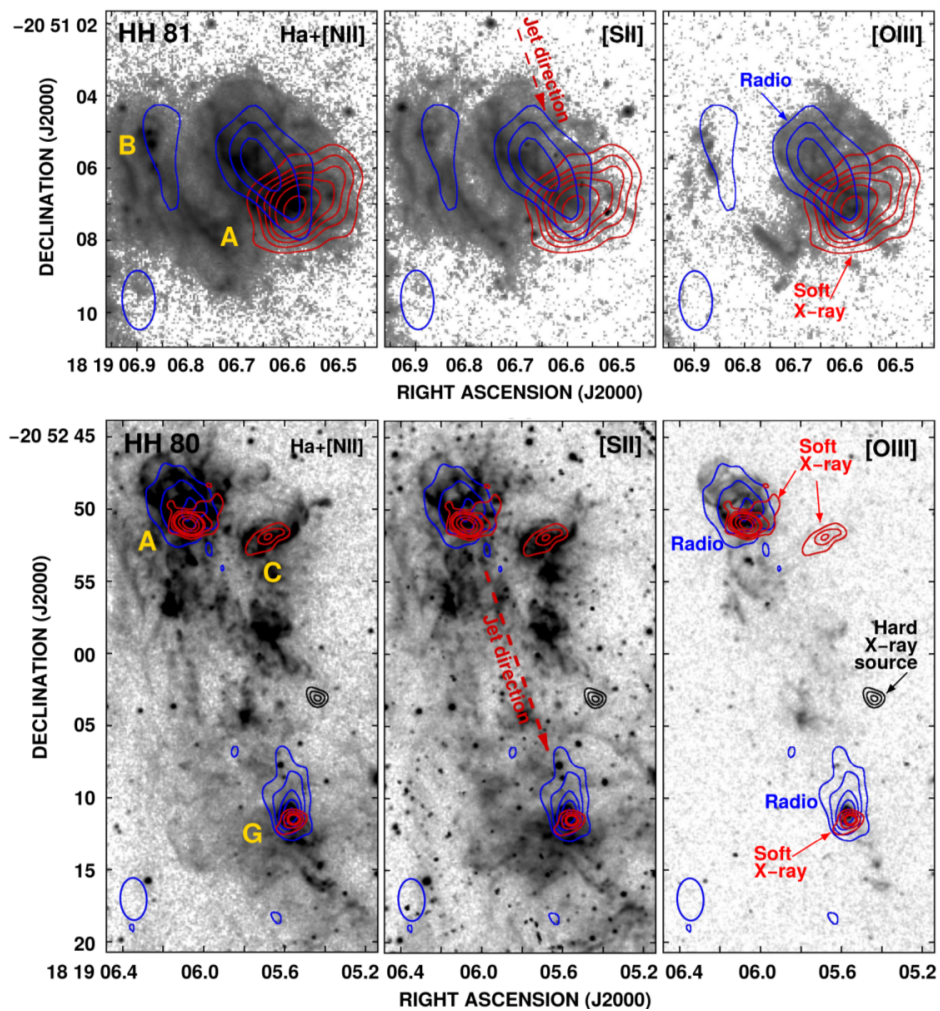 −20 51 02
HH 81
Ha+[NII]
[SII]
[OIII]
Jet direction
Radio
04
B
06
DECLINATION (J2000)
08
A
Soft
X−ray
10
18 19 06.9 06.8 06.7 06.6 06.5
06.9 06.8 06.7 06.6 06.5
06.9 06.8 06.7 06.6 06.5
RIGHT ASCENSION (J2000)
−20 52 45
HH 80
Ha+[NII]
[SII]
[OIII]
Soft
X−ray
50
A
Radio
C
55
DECLINATION (J2000)
00
Jet direction
Hard
X−ray
source
05
10
Radio
G
Soft
X−ray
15
20
18 19 06.4 06.0 05.6 05.2
06.4 06.0 05.6 05.2
06.4 06.0 05.6 05.2
RIGHT ASCENSION (J2000)